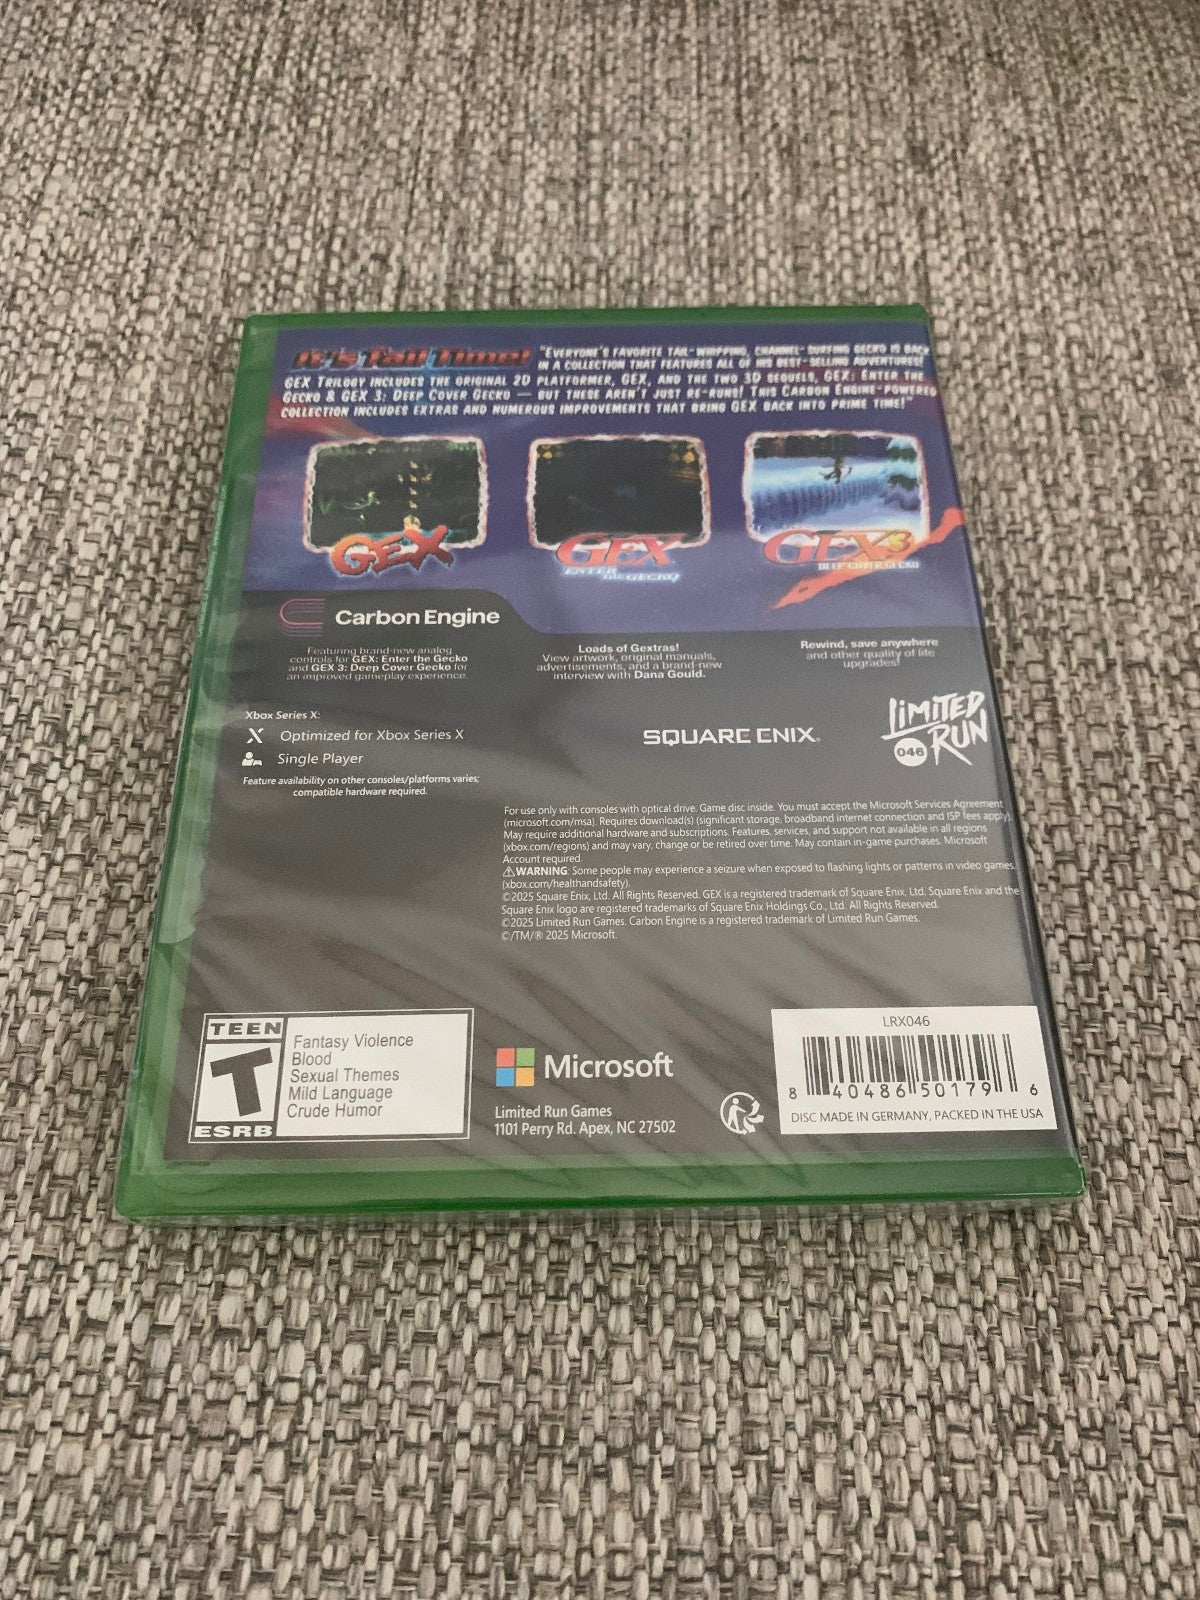 It's Tail Time!
"Everyone's favorite tail-whipping, channel-surfing gecko is back
in a collection that features all of his best-selling adventures!
GEX Trilogy includes the original 2D platformer, GEX, and the two 3D sequels, GEX: Enter the
Gecko & GEX 3: Deep Cover Gecko — but these aren't just re-runs! This Carbon Engine-powered
collection includes extras and numerous improvements that bring GEX back into prime time!"
GEX
GEX
ENTER
THE GECKO
GEX 3
DEEP COVER GECKO
Carbon Engine
Featuring brand-new analog
controls for GEX: Enter the Gecko
and GEX 3: Deep Cover Gecko for
an improved gameplay experience.
Loads of Gextras!
View artwork, original manuals,
advertisements, and a brand-new
interview with Dana Gould.
Rewind, save anywhere
and other quality of life
upgrades!
Xbox Series X:
X Optimized for Xbox Series X
Single Player
Feature availability on other consoles/platforms varies;
compatible hardware required.
SQUARE ENIX.
LIMITED
RUN
046
For use only with consoles with optical drive. Game disc inside. You must accept the Microsoft Services Agreement
(microsoft.com/msa). Requires download(s) (significant storage, broadband internet connection and ISP fees apply).
May require additional hardware and subscriptions. Features, services, and support not available in all regions
(xbox.com/regions) and may vary, change or be retired over time. May contain in-game purchases. Microsoft
Account required.
⚠WARNING: Some people may experience a seizure when exposed to flashing lights or patterns in video games.
(xbox.com/healthandsafety).
©2025 Square Enix, Ltd. All Rights Reserved. GEX is a registered trademark of Square Enix, Ltd. Square Enix and the
Square Enix logo are registered trademarks of Square Enix Holdings Co., Ltd. All Rights Reserved.
©2025 Limited Run Games. Carbon Engine is a registered trademark of Limited Run Games.
©/TM/® 2025 Microsoft.
TEEN
T
ESRB
Fantasy Violence
Blood
Sexual Themes
Mild Language
Crude Humor
Microsoft
Limited Run Games
1101 Perry Rd. Apex, NC 27502
LRX046
8 40486 50179 6
DISC MADE IN GERMANY, PACKED IN THE USA